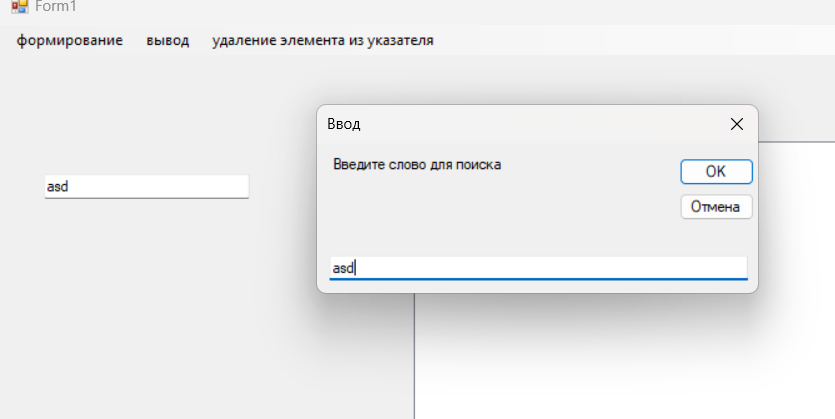 Form1
формирование вывод удаление элемента из указателя
Ввод
Введите слово для поиска
OK
Отмена
asd
asd